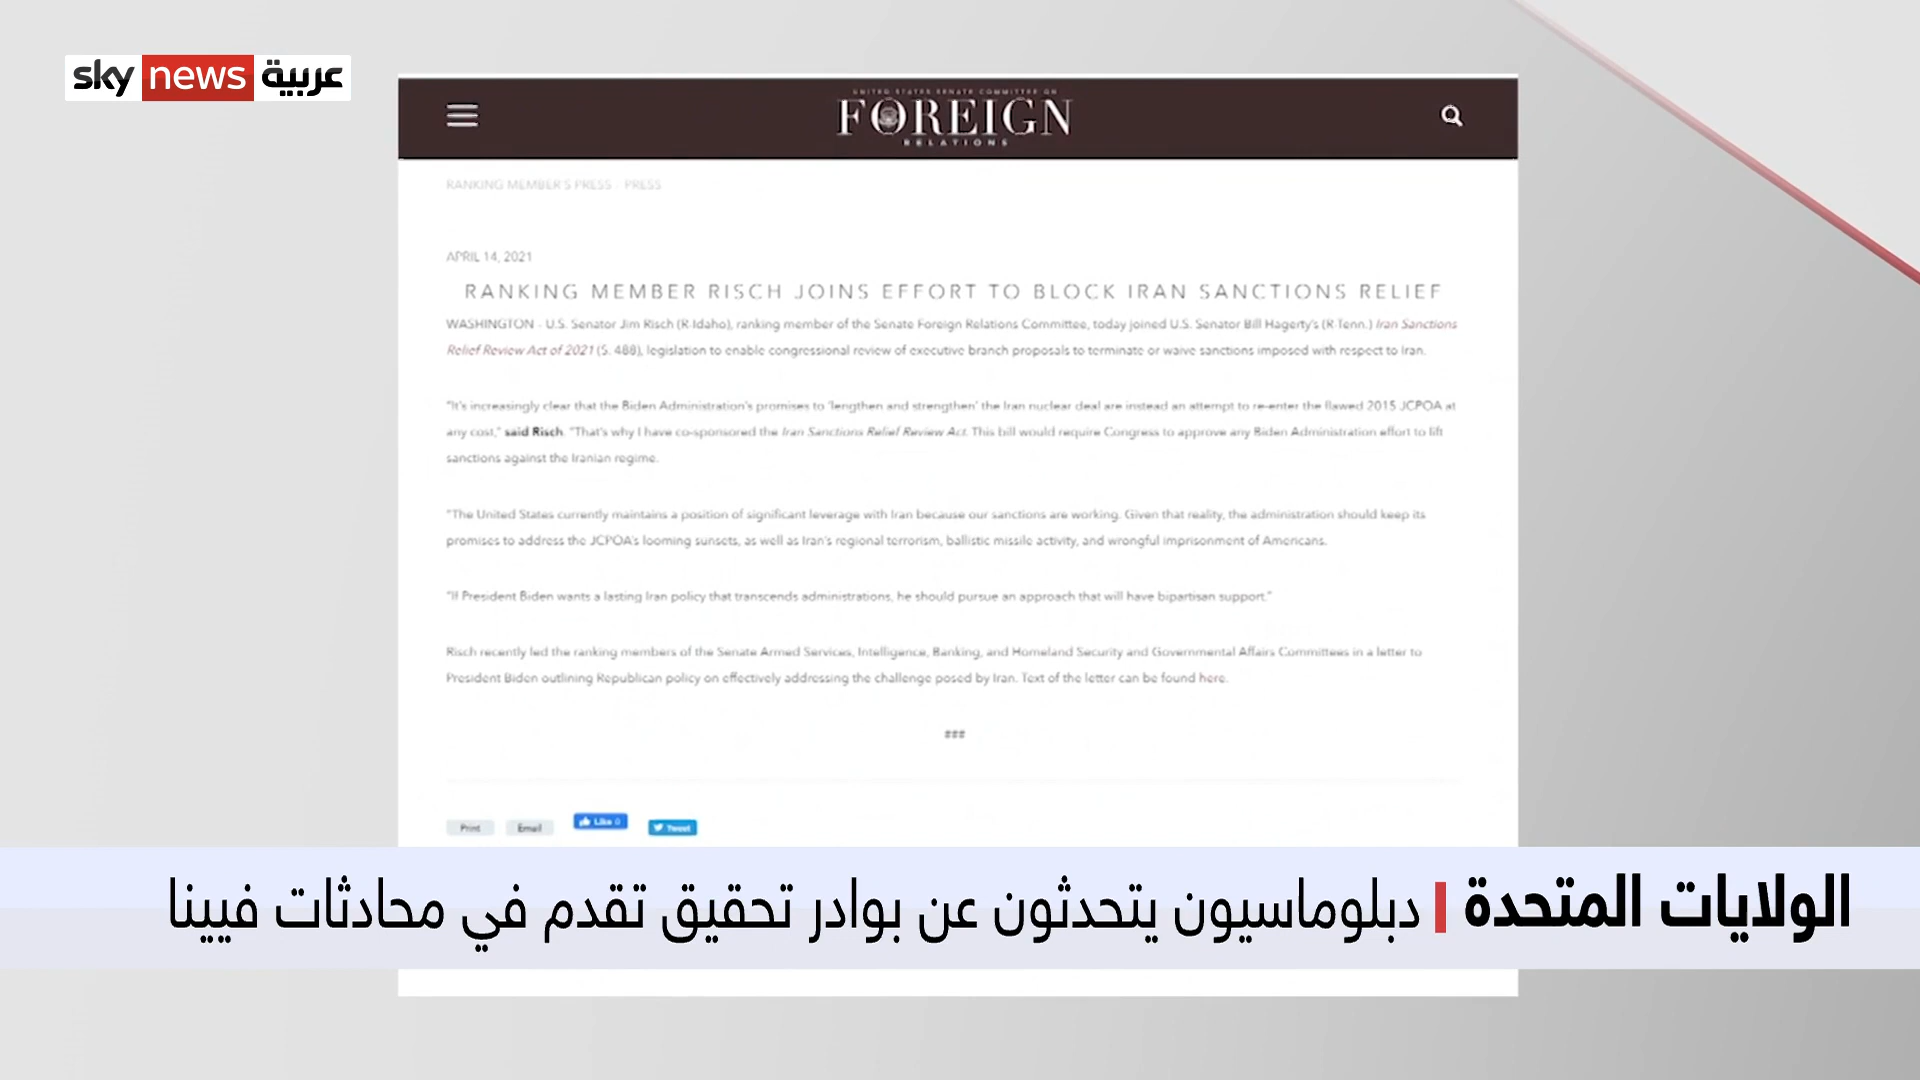 sky news عربية
UNITED STATES SENATE COMMITTEE ON
FOREIGN
RELATIONS
RANKING MEMBER'S PRESS - PRESS
APRIL 14, 2021
RANKING MEMBER RISCH JOINS EFFORT TO BLOCK IRAN SANCTIONS RELIEF
WASHINGTON - U.S. Senator Jim Risch (R-Idaho), ranking member of the Senate Foreign Relations Committee, today joined U.S. Senator Bill Hagerty's (R-Tenn.) Iran Sanctions
Relief Review Act of 2021 (S. 488), legislation to enable congressional review of executive branch proposals to terminate or waive sanctions imposed with respect to Iran.
"It's increasingly clear that the Biden Administration's promises to 'lengthen and strengthen' the Iran nuclear deal are instead an attempt to re-enter the flawed 2015 JCPOA at
any cost," said Risch. "That's why I have co-sponsored the Iran Sanctions Relief Review Act. This bill would require Congress to approve any Biden Administration effort to lift
sanctions against the Iranian regime.
"The United States currently maintains a position of significant leverage with Iran because our sanctions are working. Given that reality, the administration should keep its
promises to address the JCPOA's looming sunsets, as well as Iran's regional terrorism, ballistic missile activity, and wrongful imprisonment of Americans.
"If President Biden wants a lasting Iran policy that transcends administrations, he should pursue an approach that will have bipartisan support."
Risch recently led the ranking members of the Senate Armed Services, Intelligence, Banking, and Homeland Security and Governmental Affairs Committees in a letter to
President Biden outlining Republican policy on effectively addressing the challenge posed by Iran. Text of the letter can be found here.
###
Print Email Like 0 Tweet
الولايات المتحدة | دبلوماسيون يتحدثون عن بوادر تحقيق تقدم في محادثات فيينا